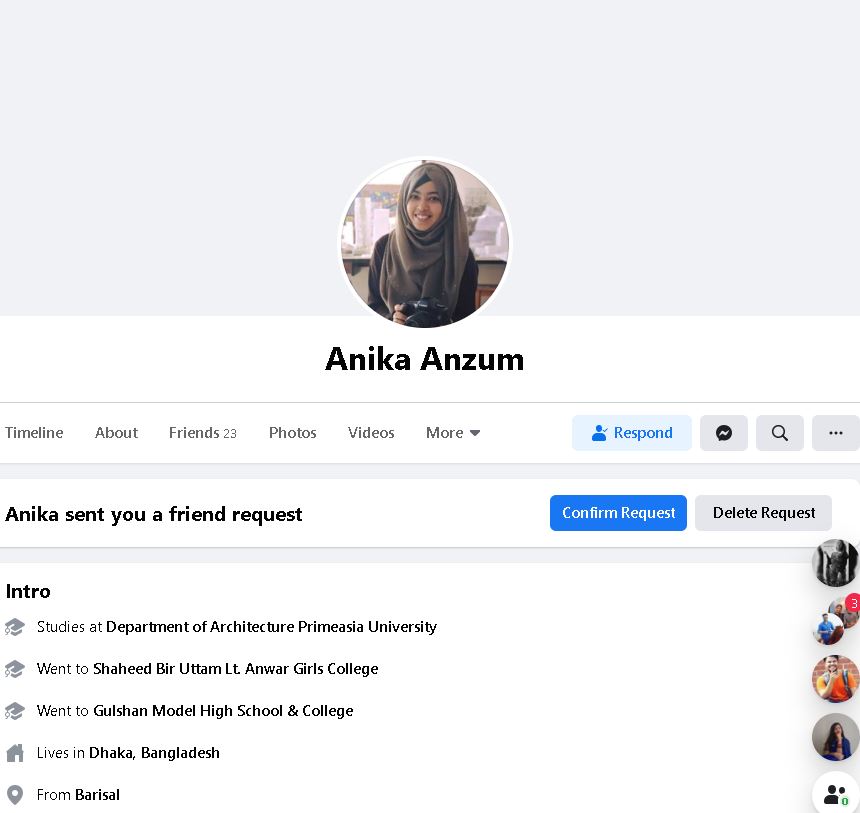 Anika Anzum
Timeline About Friends 23 Photos Videos More Respond
Anika sent you a friend request Confirm Request Delete Request
Intro
Studies at Department of Architecture Primeasia University
3
Went to Shaheed Bir Uttam Lt. Anwar Girls College
Went to Gulshan Model High School & College
Lives in Dhaka, Bangladesh
From Barisal
0